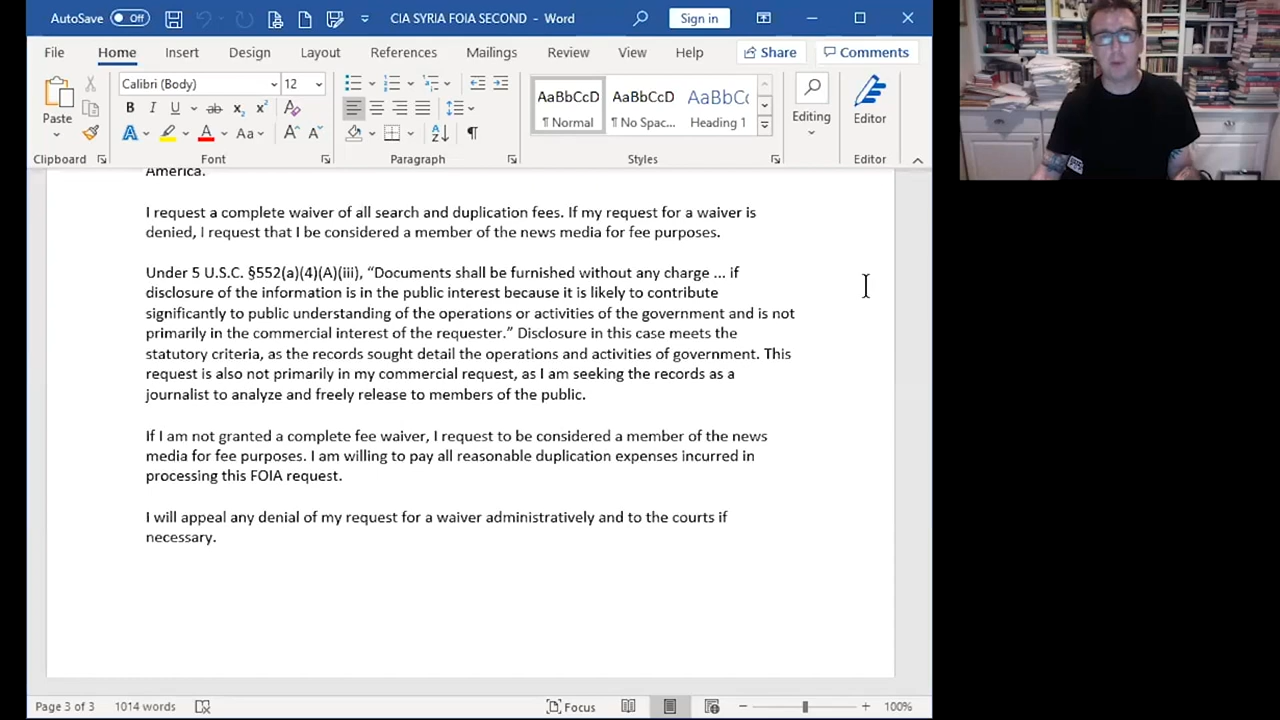 AutoSave Off CIA SYRIA FOIA SECOND - Word Sign in
File Home Insert Design Layout References Mailings Review View Help Share Comments
Calibri (Body) 12
AaBbCcD AaBbCcD AaBbCc
Paste B I U ab x₂ x² ¶ Normal ¶ No Spac... Heading 1 Editing Editor
A A Aa A A ¶
Clipboard Font Paragraph Styles Editor
America.
I request a complete waiver of all search and duplication fees. If my request for a waiver is
denied, I request that I be considered a member of the news media for fee purposes.
Under 5 U.S.C. §552(a)(4)(A)(iii), “Documents shall be furnished without any charge ... if
disclosure of the information is in the public interest because it is likely to contribute
significantly to public understanding of the operations or activities of the government and is not
primarily in the commercial interest of the requester.” Disclosure in this case meets the
statutory criteria, as the records sought detail the operations and activities of government. This
request is also not primarily in my commercial request, as I am seeking the records as a
journalist to analyze and freely release to members of the public.
If I am not granted a complete fee waiver, I request to be considered a member of the news
media for fee purposes. I am willing to pay all reasonable duplication expenses incurred in
processing this FOIA request.
I will appeal any denial of my request for a waiver administratively and to the courts if
necessary.
Page 3 of 3 1014 words Focus 100%